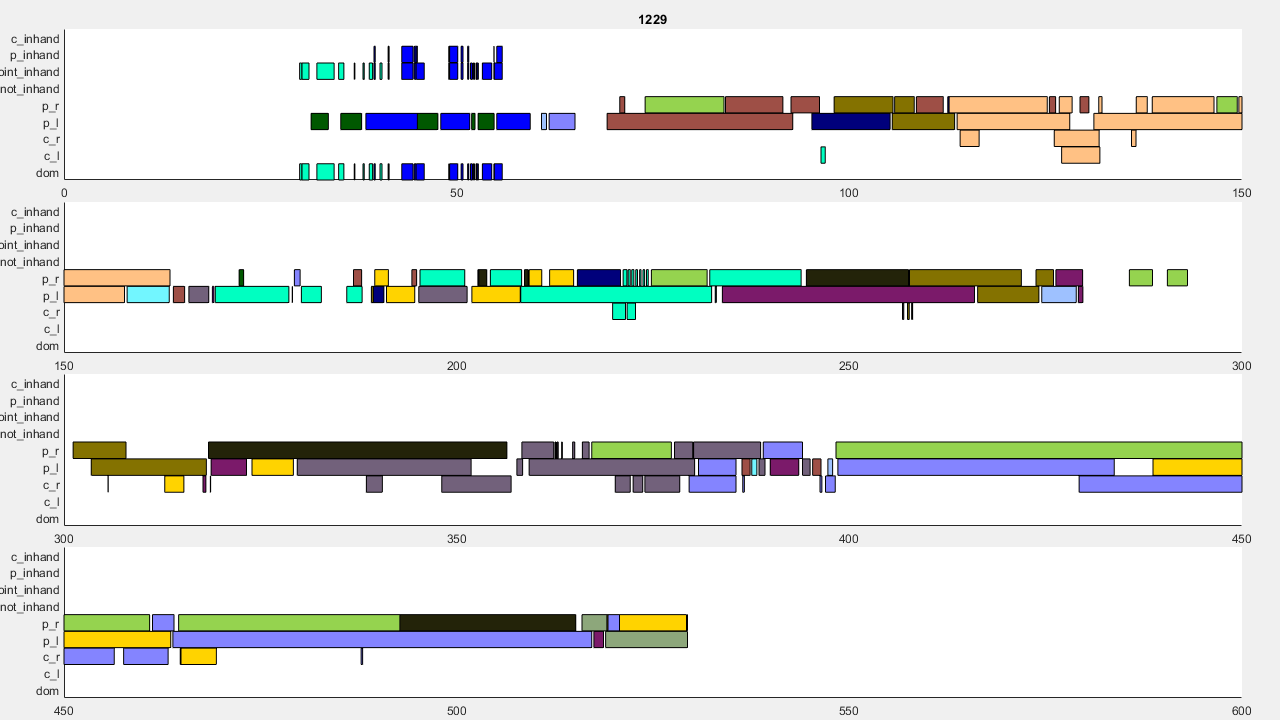 1229
c_inhand
p_inhand
oint_inhand
not_inhand
p_r
p_l
c_r
c_l
dom
0 50 100 150
c_inhand
p_inhand
oint_inhand
not_inhand
p_r
p_l
c_r
c_l
dom
150 200 250 300
c_inhand
p_inhand
oint_inhand
not_inhand
p_r
p_l
c_r
c_l
dom
300 350 400 450
c_inhand
p_inhand
oint_inhand
not_inhand
p_r
p_l
c_r
c_l
dom
450 500 550 600